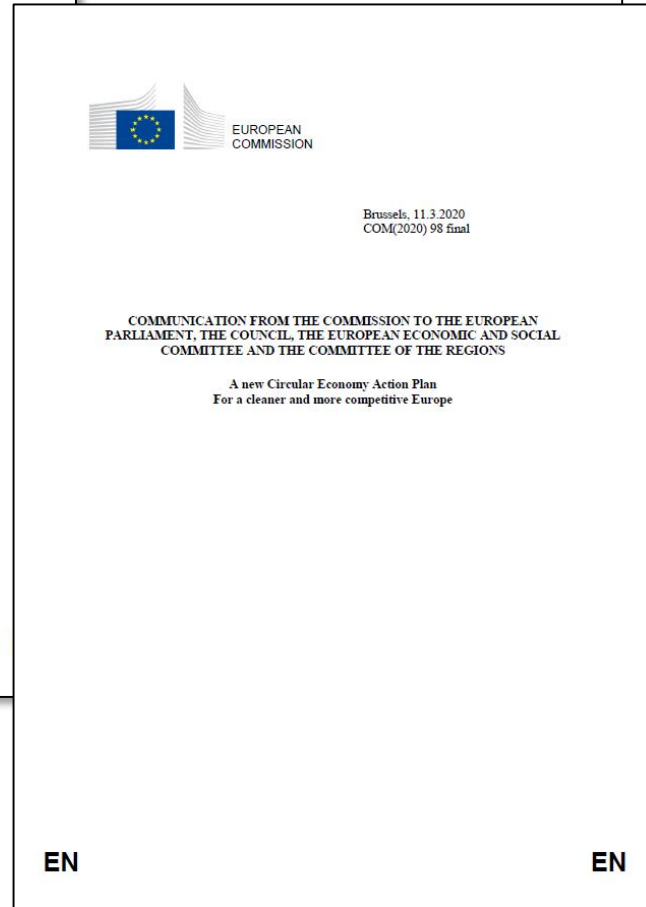 EUROPEAN
COMMISSION
Brussels, 11.3.2020
COM(2020) 98 final
COMMUNICATION FROM THE COMMISSION TO THE EUROPEAN
PARLIAMENT, THE COUNCIL, THE EUROPEAN ECONOMIC AND SOCIAL
COMMITTEE AND THE COMMITTEE OF THE REGIONS
A new Circular Economy Action Plan
For a cleaner and more competitive Europe
EN
EN